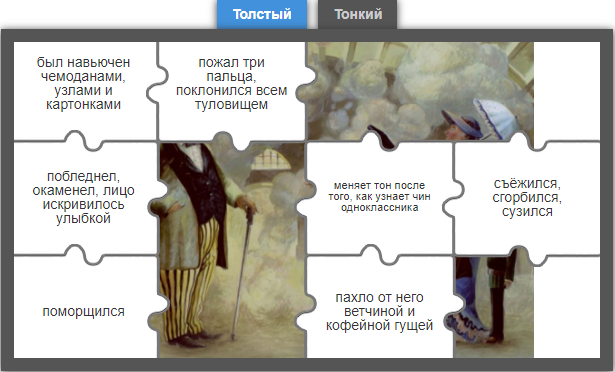 Толстый
Тонкий
был навьючен
чемоданами,
узлами и
картонками
пожал три
пальца,
поклонился всем
туловищем
побледнел,
окаменел, лицо
искривилось
улыбкой
меняет тон после
того, как узнает чин
одноклассника
съёжился,
сгорбился,
сузился
поморщился
пахло от него
ветчиной и
кофейной гущей